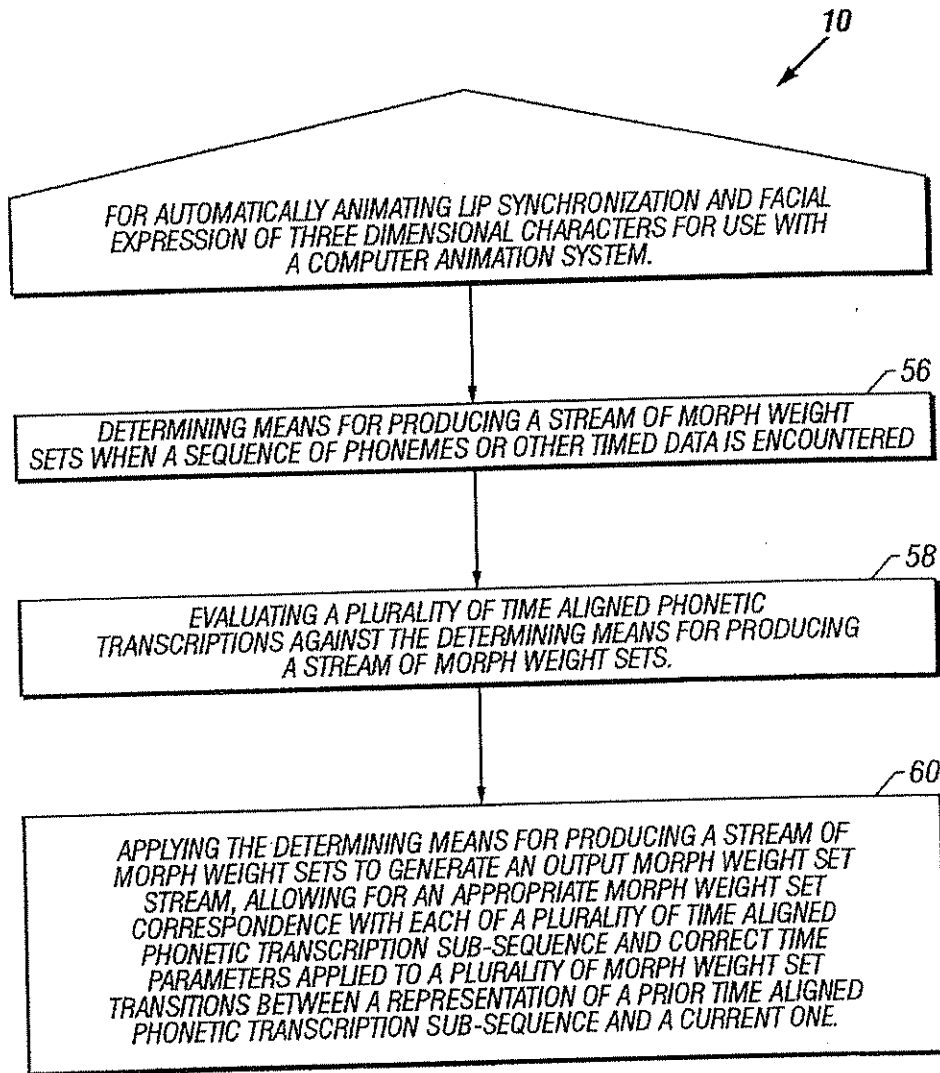 10
FOR AUTOMATICALLY ANIMATING LIP SYNCHRONIZATION AND FACIAL
EXPRESSION OF THREE DIMENSIONAL CHARACTERS FOR USE WITH
A COMPUTER ANIMATION SYSTEM.
56
DETERMINING MEANS FOR PRODUCING A STREAM OF MORPH WEIGHT
SETS WHEN A SEQUENCE OF PHONEMES OR OTHER TIMED DATA IS ENCOUNTERED
58
EVALUATING A PLURALITY OF TIME ALIGNED PHONETIC
TRANSCRIPTIONS AGAINST THE DETERMINING MEANS FOR PRODUCING
A STREAM OF MORPH WEIGHT SETS.
60
APPLYING THE DETERMINING MEANS FOR PRODUCING A STREAM OF
MORPH WEIGHT SETS TO GENERATE AN OUTPUT MORPH WEIGHT SET
STREAM, ALLOWING FOR AN APPROPRIATE MORPH WEIGHT SET
CORRESPONDENCE WITH EACH OF A PLURALITY OF TIME ALIGNED
PHONETIC TRANSCRIPTION SUB-SEQUENCE AND CORRECT TIME
PARAMETERS APPLIED TO A PLURALITY OF MORPH WEIGHT SET
TRANSITIONS BETWEEN A REPRESENTATION OF A PRIOR TIME ALIGNED
PHONETIC TRANSCRIPTION SUB-SEQUENCE AND A CURRENT ONE.